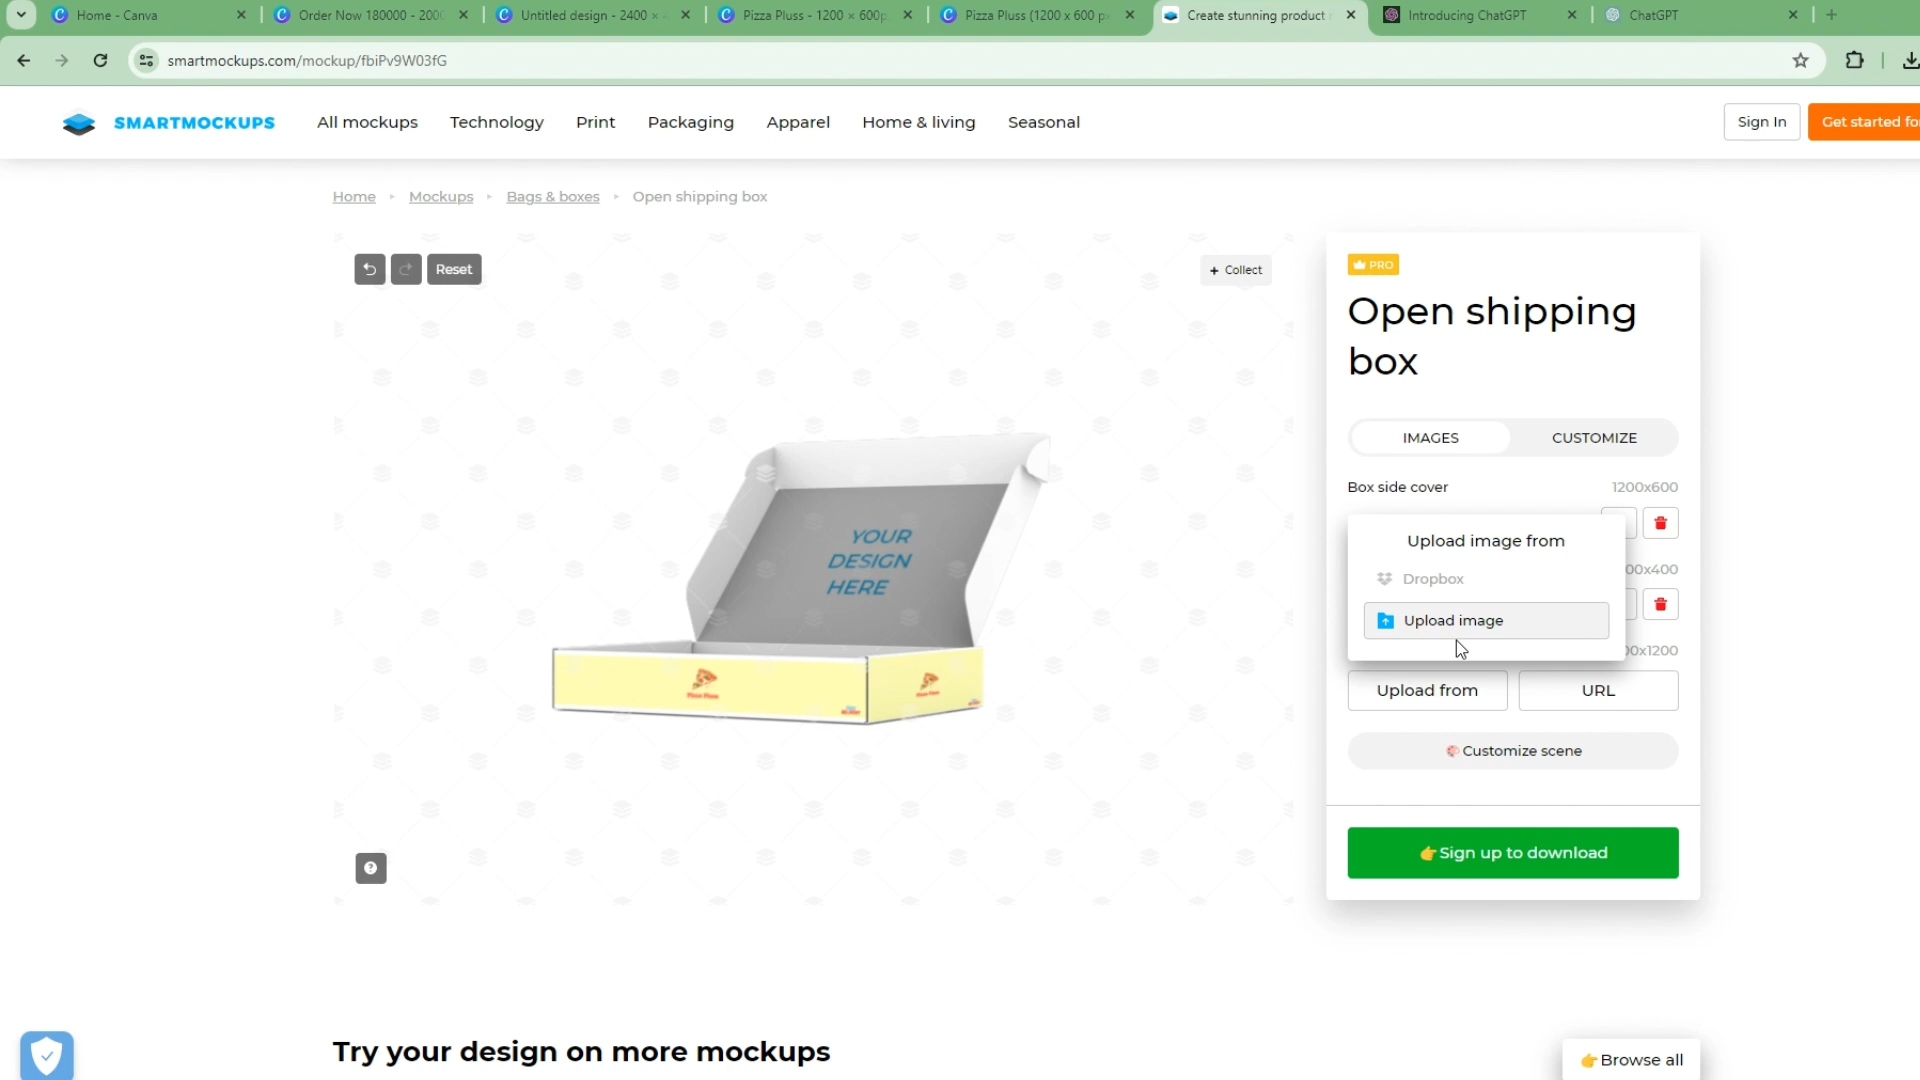 Home - Canva
Order Now 180000 - 2000
Untitled design - 2400 ×
Pizza Pluss - 1200 × 600p
Pizza Pluss (1200 x 600 p
Create stunning product
Introducing ChatGPT
ChatGPT
smartmockups.com/mockup/fbiPv9W03fG
SMARTMOCKUPS
All mockups
Technology
Print
Packaging
Apparel
Home & living
Seasonal
Sign In
Get started fo
Home
Mockups
Bags & boxes
Open shipping box
Reset
+ Collect
YOUR
DESIGN
HERE
Pizza Pluss
PRO
Open shipping
box
IMAGES
CUSTOMIZE
Box side cover
1200x600
Upload image from
Dropbox
00x400
Upload image
00x1200
Upload from
URL
Customize scene
Sign up to download
Try your design on more mockups
Browse all